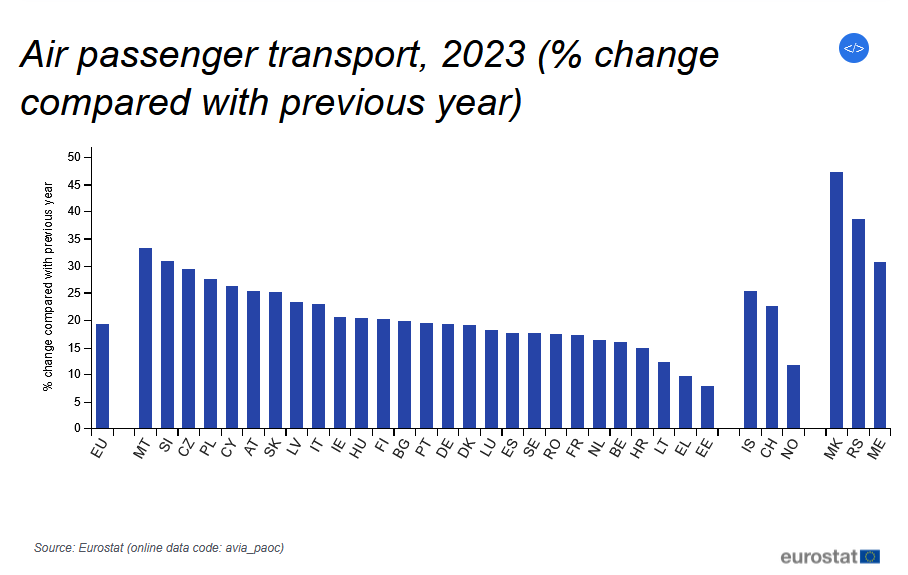 Air passenger transport, 2023 (% change
compared with previous year)
</>
% change compared with previous year
50
45
40
35
30
25
20
15
10
5
0
EU MT SI CZ PL CY AT SK LV IT IE HU FI BG PT DE DK LU ES SE RO FR NL BE HR LT EL EE IS CH NO MK RS ME
Source: Eurostat (online data code: avia_paoc)
eurostat